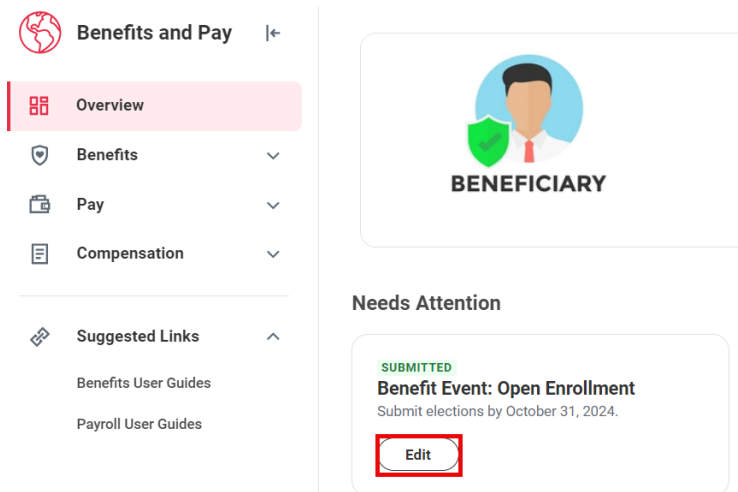 Benefits and Pay
Overview
Benefits
Pay
Compensation
Suggested Links
Benefits User Guides
Payroll User Guides
BENEFICIARY
Needs Attention
SUBMITTED
Benefit Event: Open Enrollment
Submit elections by October 31, 2024.
Edit